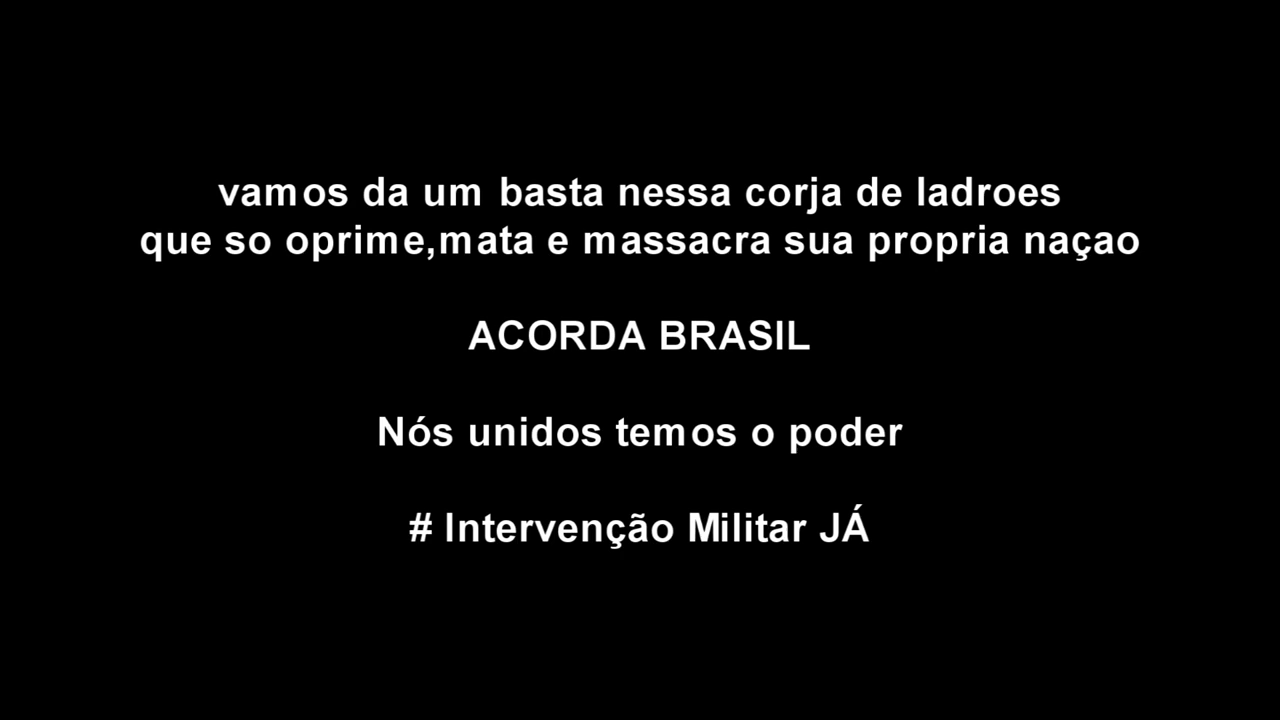 vamos da um basta nessa corja de ladroes
que so oprime,mata e massacra sua propria naçao
ACORDA BRASIL
Nós unidos temos o poder
# Intervenção Militar JÁ